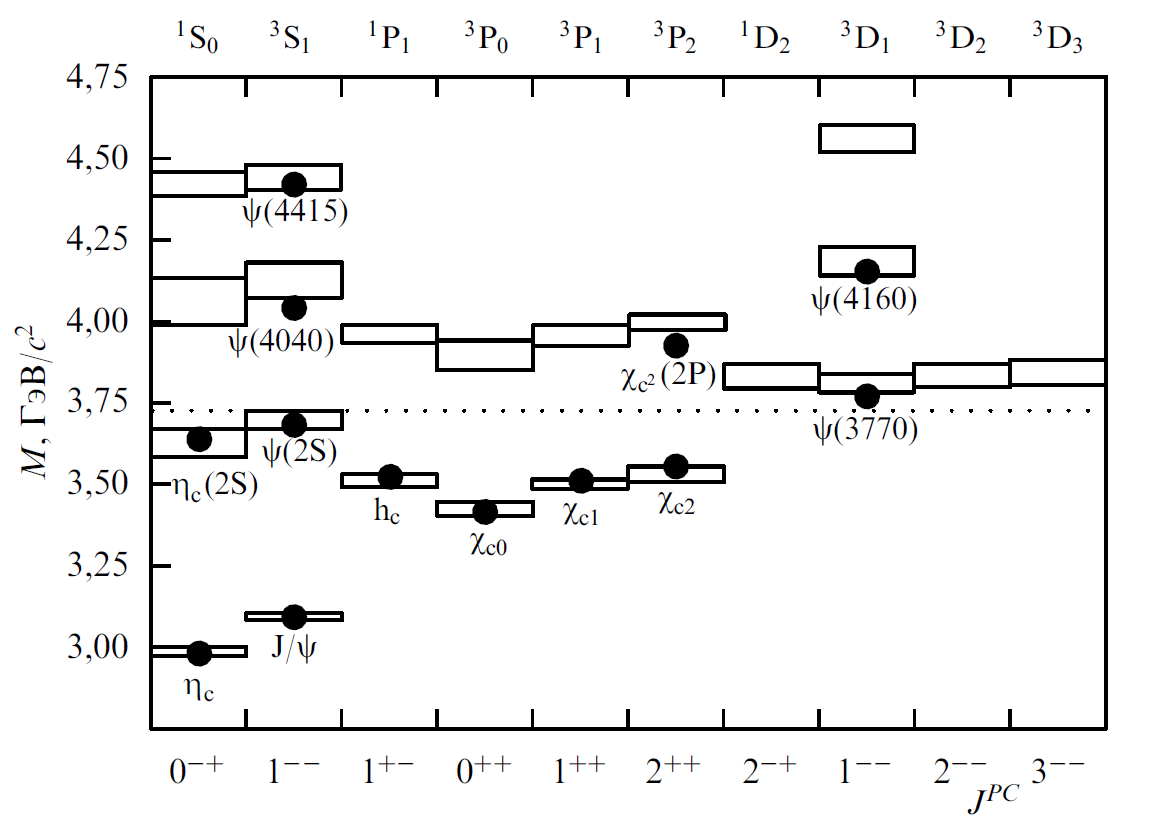 ¹S₀ ³S₁ ¹P₁ ³P₀ ³P₁ ³P₂ ¹D₂ ³D₁ ³D₂ ³D₃
4,75
4,50
ψ(4415)
4,25
ψ(4160)
4,00
ψ(4040)
χc²(2P)
3,75
ψ(3770)
ψ(2S)
ηc(2S)
3,50
hc
χc1
χc2
χc0
3,25
3,00
J/ψ
ηc
M, ГэВ/c²
0⁻⁺ 1⁻⁻ 1⁺⁻ 0⁺⁺ 1⁺⁺ 2⁺⁺ 2⁻⁺ 1⁻⁻ 2⁻⁻ 3⁻⁻
J^PC